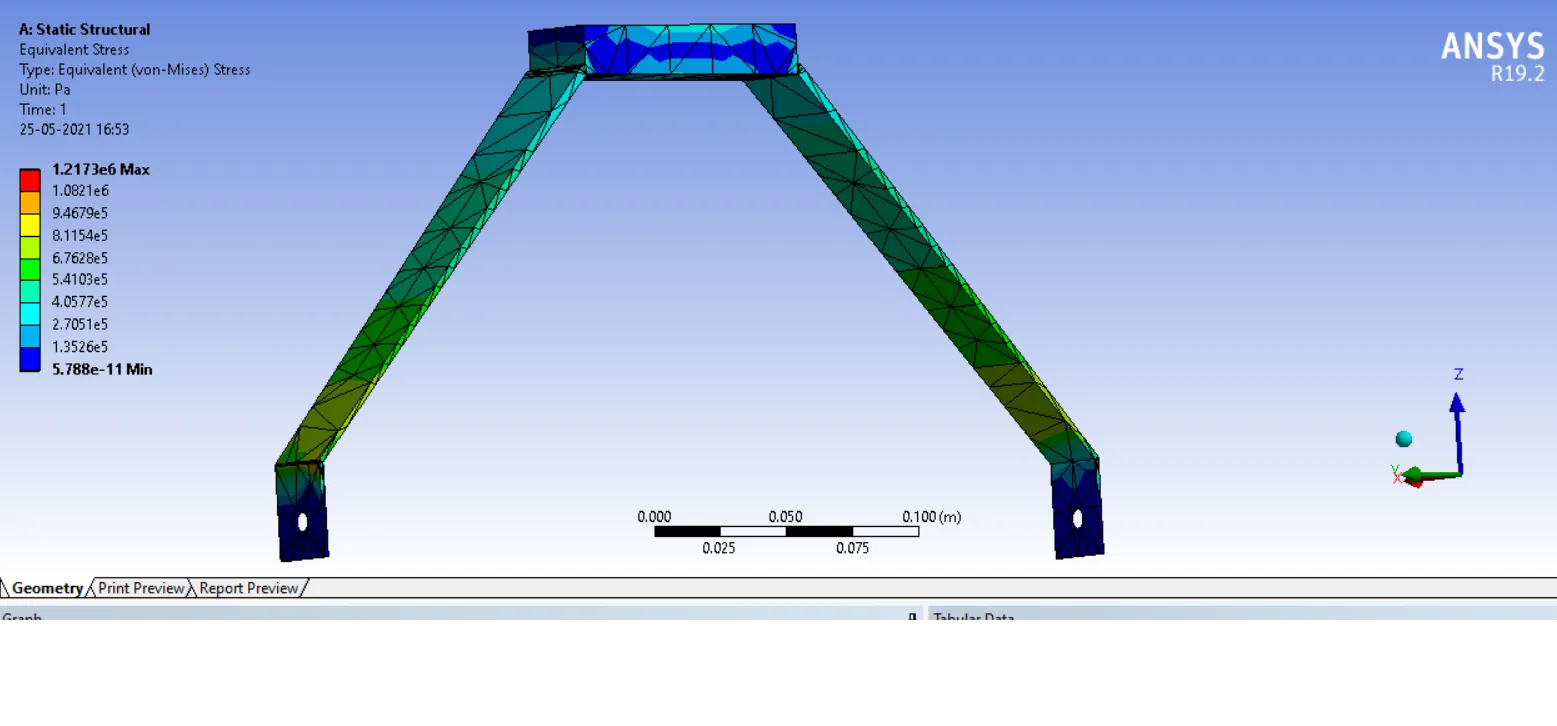 A: Static Structural
Equivalent Stress
Type: Equivalent (von-Mises) Stress
Unit: Pa
Time: 1
25-05-2021 16:53
1.2173e6 Max
1.0821e6
9.4679e5
8.1154e5
6.7628e5
5.4103e5
4.0577e5
2.7051e5
1.3526e5
5.788e-11 Min
ANSYS
R19.2
Z
Y
X
0.000 0.050 0.100 (m)
0.025 0.075
Geometry Print Preview Report Preview
Graph Tabular Data